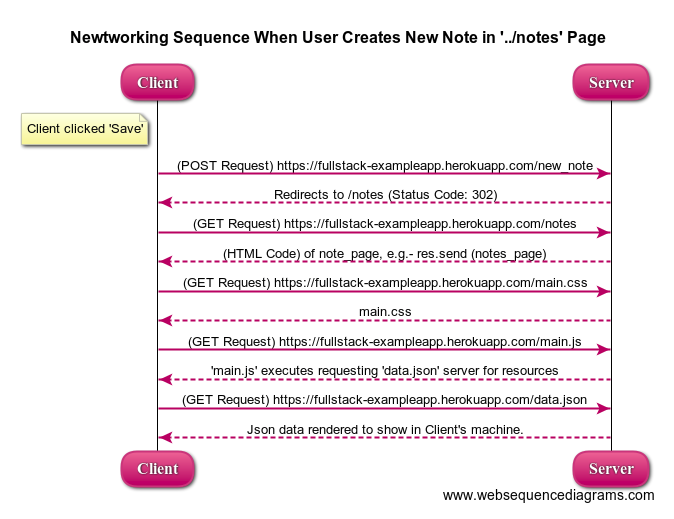 Newtworking Sequence When User Creates New Note in '../notes' Page
Client
Server
Client clicked 'Save'
(POST Request) https://fullstack-exampleapp.herokuapp.com/new_note
Redirects to /notes (Status Code: 302)
(GET Request) https://fullstack-exampleapp.herokuapp.com/notes
(HTML Code) of note_page, e.g.- res.send (notes_page)
(GET Request) https://fullstack-exampleapp.herokuapp.com/main.css
main.css
(GET Request) https://fullstack-exampleapp.herokuapp.com/main.js
'main.js' executes requesting 'data.json' server for resources
(GET Request) https://fullstack-exampleapp.herokuapp.com/data.json
Json data rendered to show in Client's machine.
Client
Server
www.websequencediagrams.com